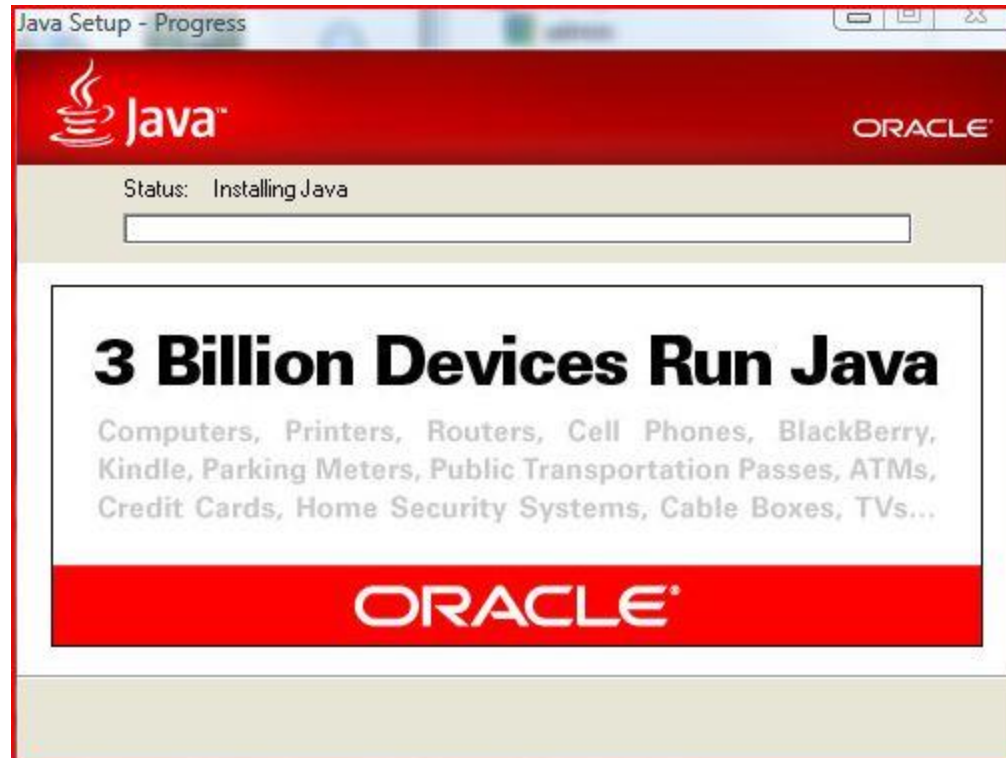 Java Setup - Progress
Java™
ORACLE®
Status: Installing Java
3 Billion Devices Run Java
Computers, Printers, Routers, Cell Phones, BlackBerry,
Kindle, Parking Meters, Public Transportation Passes, ATMs,
Credit Cards, Home Security Systems, Cable Boxes, TVs...
ORACLE®